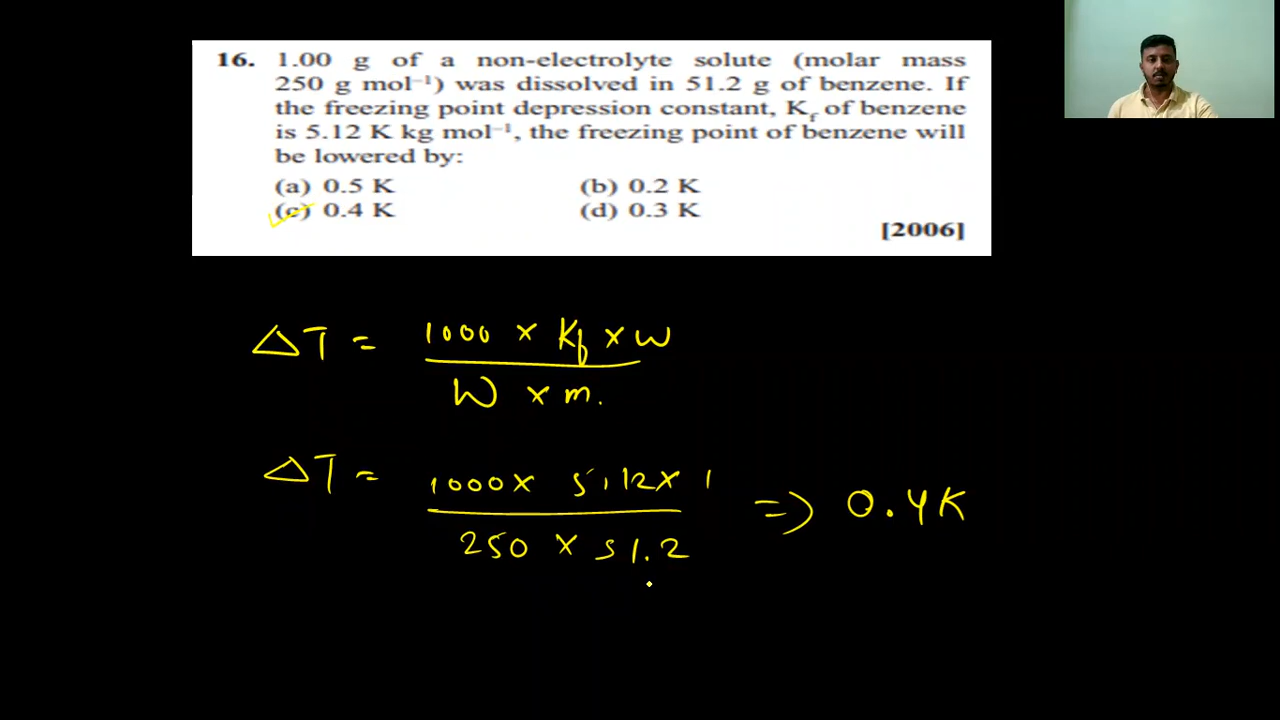 16. 1.00 g of a non-electrolyte solute (molar mass
250 g mol⁻¹) was dissolved in 51.2 g of benzene. If
the freezing point depression constant, K_f of benzene
is 5.12 K kg mol⁻¹, the freezing point of benzene will
be lowered by:
(a) 0.5 K (b) 0.2 K
(c) 0.4 K (d) 0.3 K
[2006]
ΔT = 1000 × Kf × w
W × m.
ΔT = 1000 × 5.12 × 1 ⇒ 0.4K
250 × 51.2